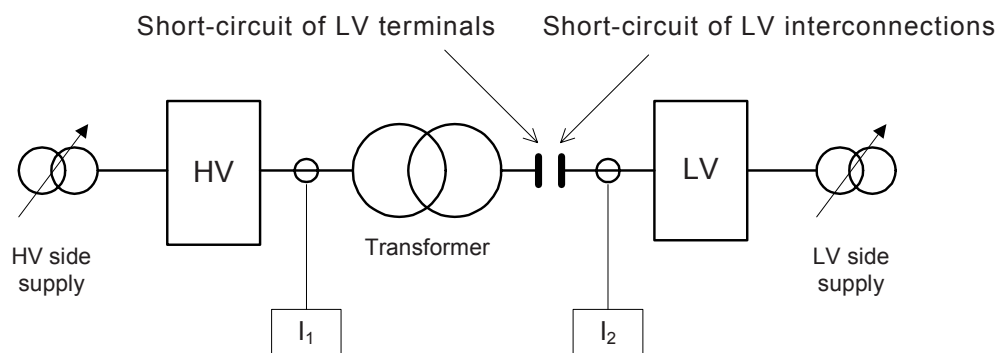 Short-circuit of LV terminals
Short-circuit of LV interconnections
HV
LV
HV side
supply
Transformer
LV side
supply
I₁
I₂